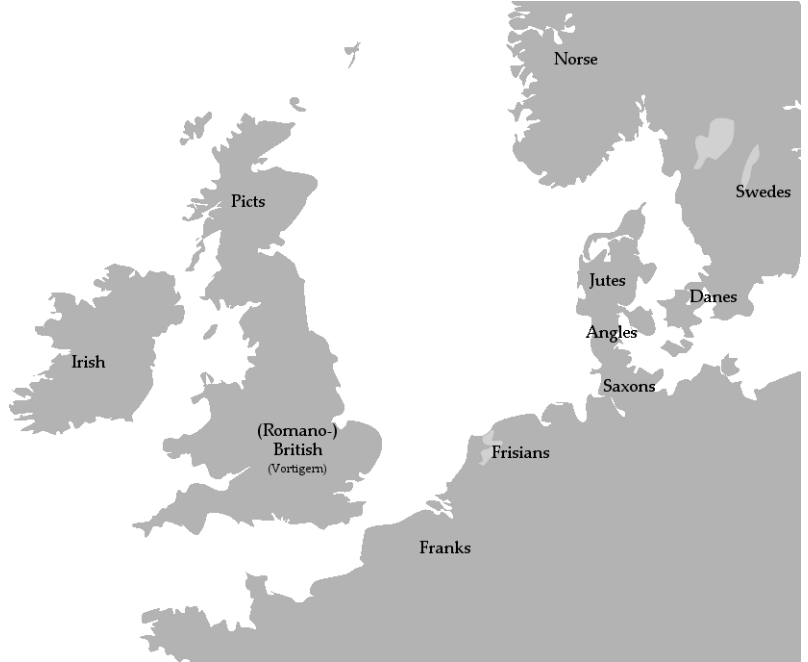 Norse
Swedes
Picts
Jutes
Danes
Angles
Irish
Saxons
(Romano-)
British
(Vortigern)
Frisians
Franks